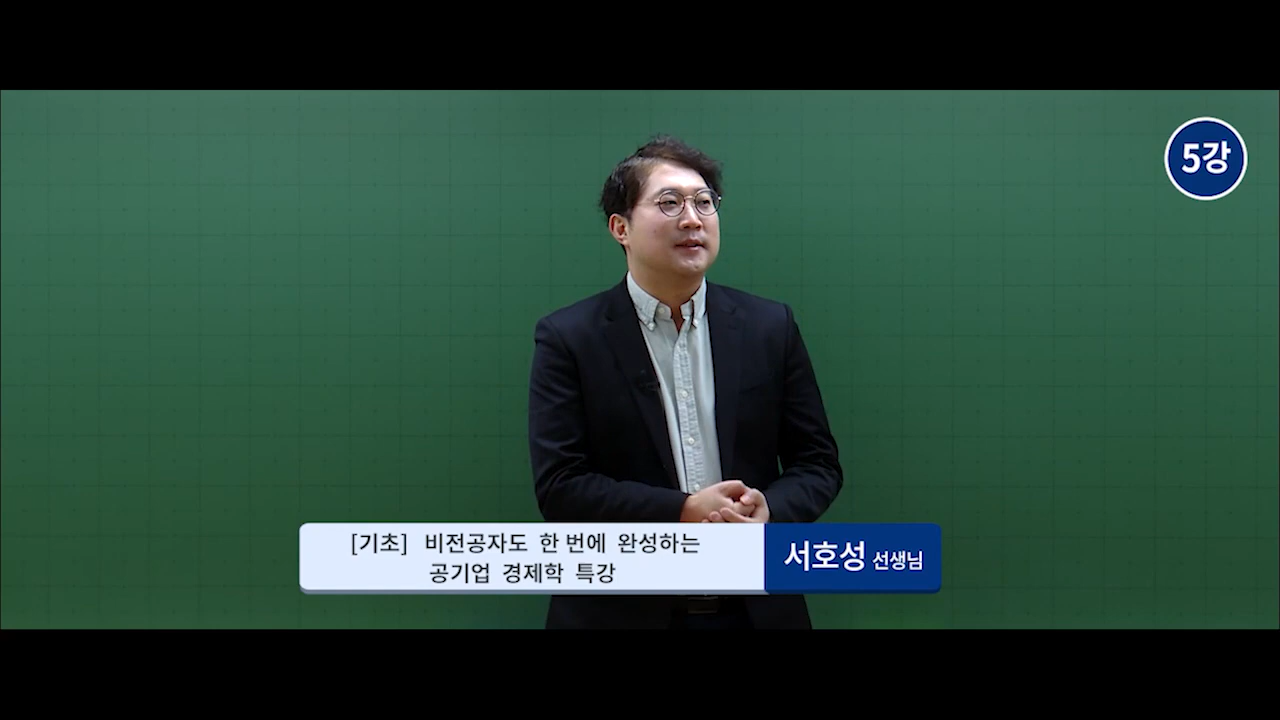 5강
[기초] 비전공자도 한 번에 완성하는
공기업 경제학 특강
서호성 선생님